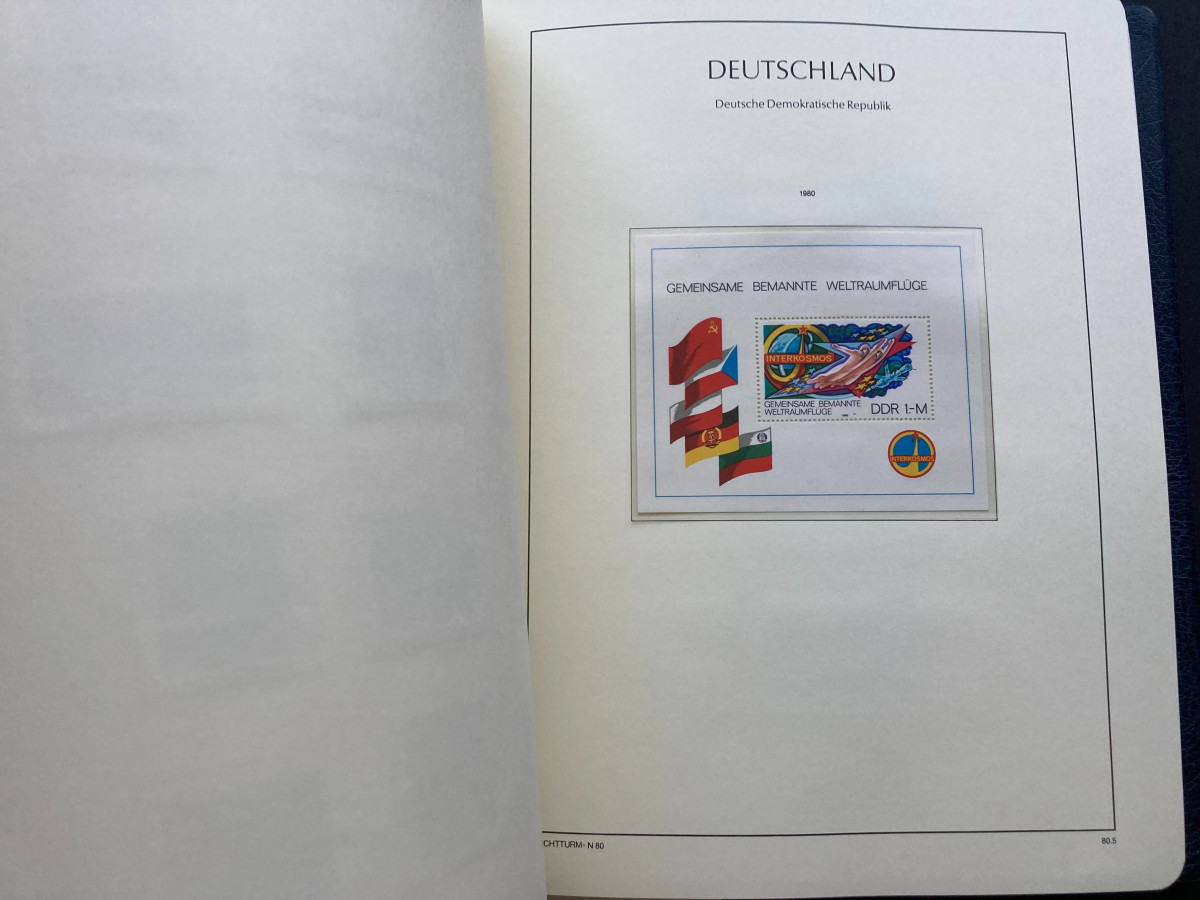 DEUTSCHLAND
Deutsche Demokratische Republik
1980
GEMEINSAME BEMANNTE WELTRAUMFLÜGE
INTERKOSMOS
GEMEINSAME BEMANNTE
WELTRAUMFLÜGE
1980
DDR 1.–M
INTERKOSMOS
CHTTURM• N 80
80.5